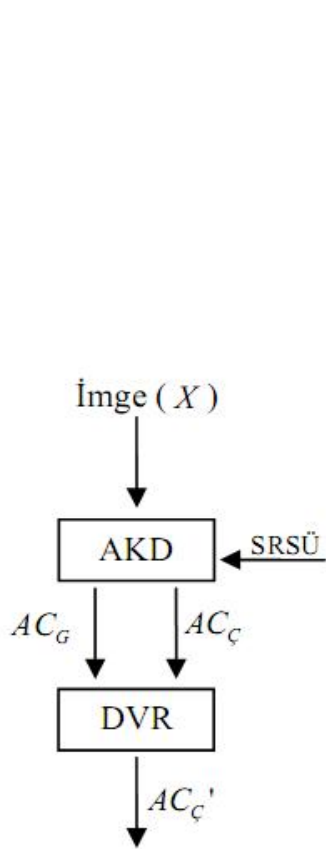 İmge ( X )
AKD
SRSÜ
AC_G
AC_Ç
DVR
AC_Ç'